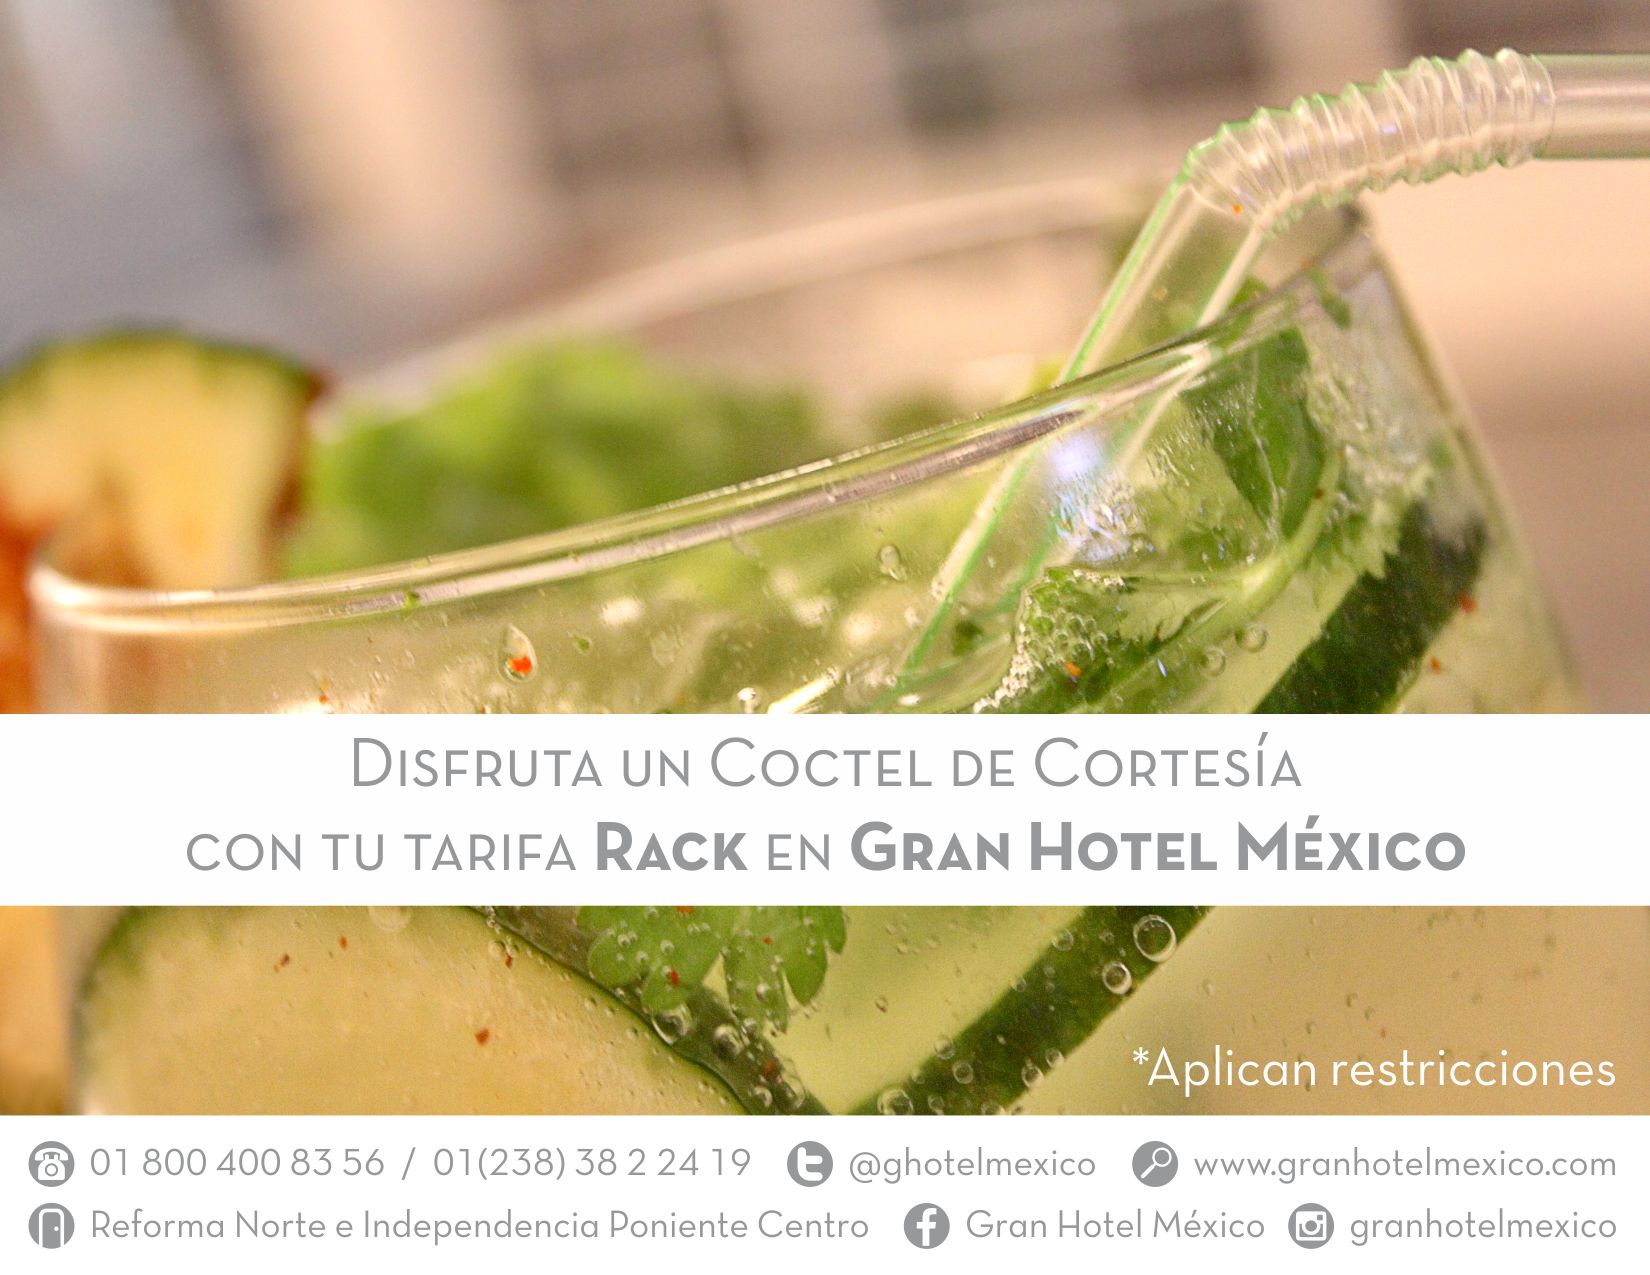 Disfruta un Coctel de Cortesía
con tu tarifa Rack en Gran Hotel México
*Aplican restricciones
01 800 400 83 56 / 01(238) 38 2 24 19 @ghotelmexico www.granhotelmexico.com
Reforma Norte e Independencia Poniente Centro Gran Hotel México granhotelmexico